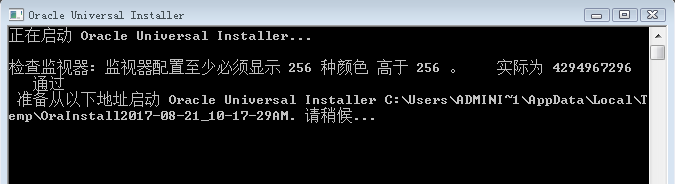 Oracle Universal Installer
正在启动 Oracle Universal Installer...
检查监视器: 监视器配置至少必须显示 256 种颜色 高于 256 。 实际为 4294967296
通过
准备从以下地址启动 Oracle Universal Installer C:\Users\ADMINI~1\AppData\Local\T
emp\OraInstall2017-08-21_10-17-29AM. 请稍候...